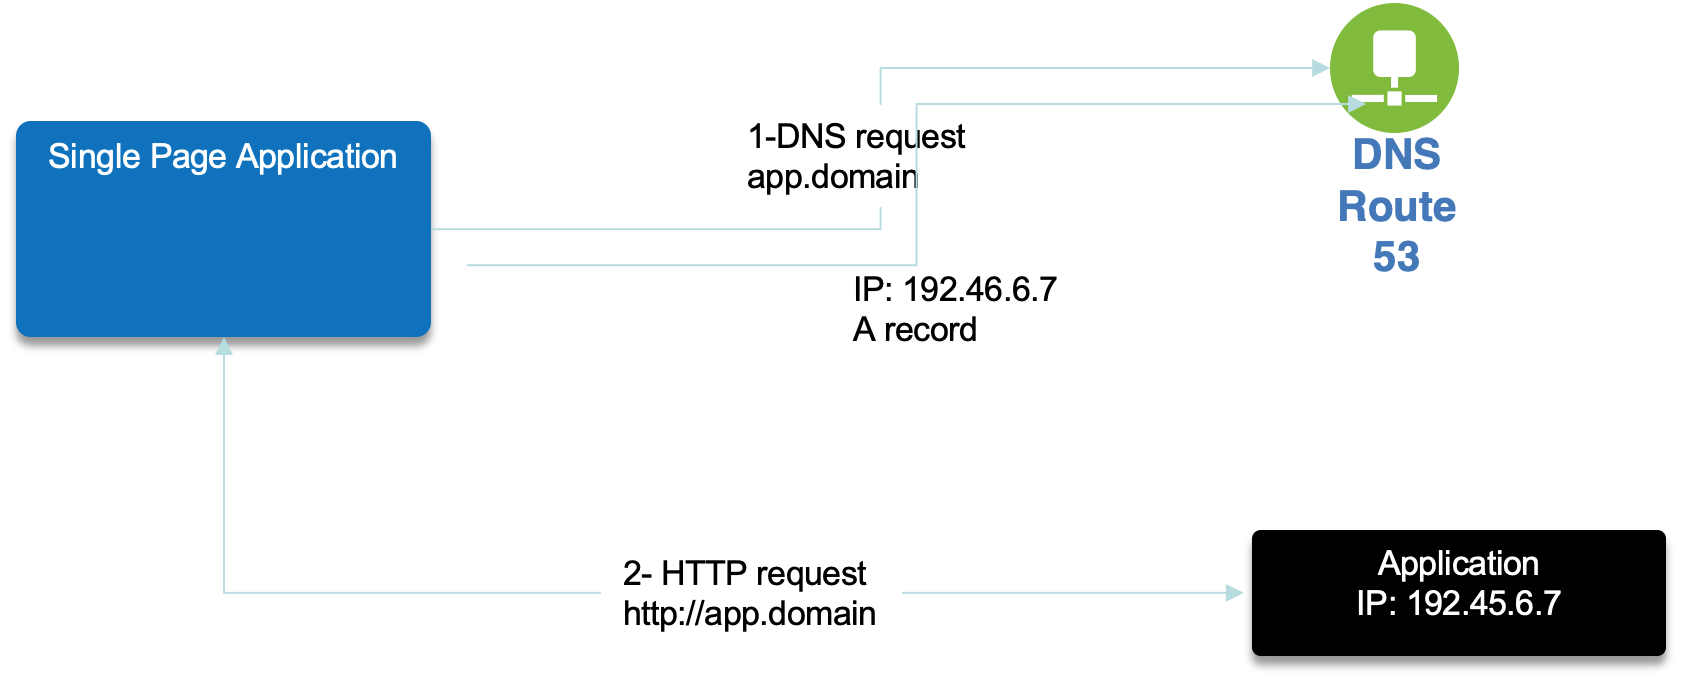 Single Page Application
1-DNS request
app.domain
DNS
Route
53
IP: 192.46.6.7
A record
2- HTTP request
http://app.domain
Application
IP: 192.45.6.7